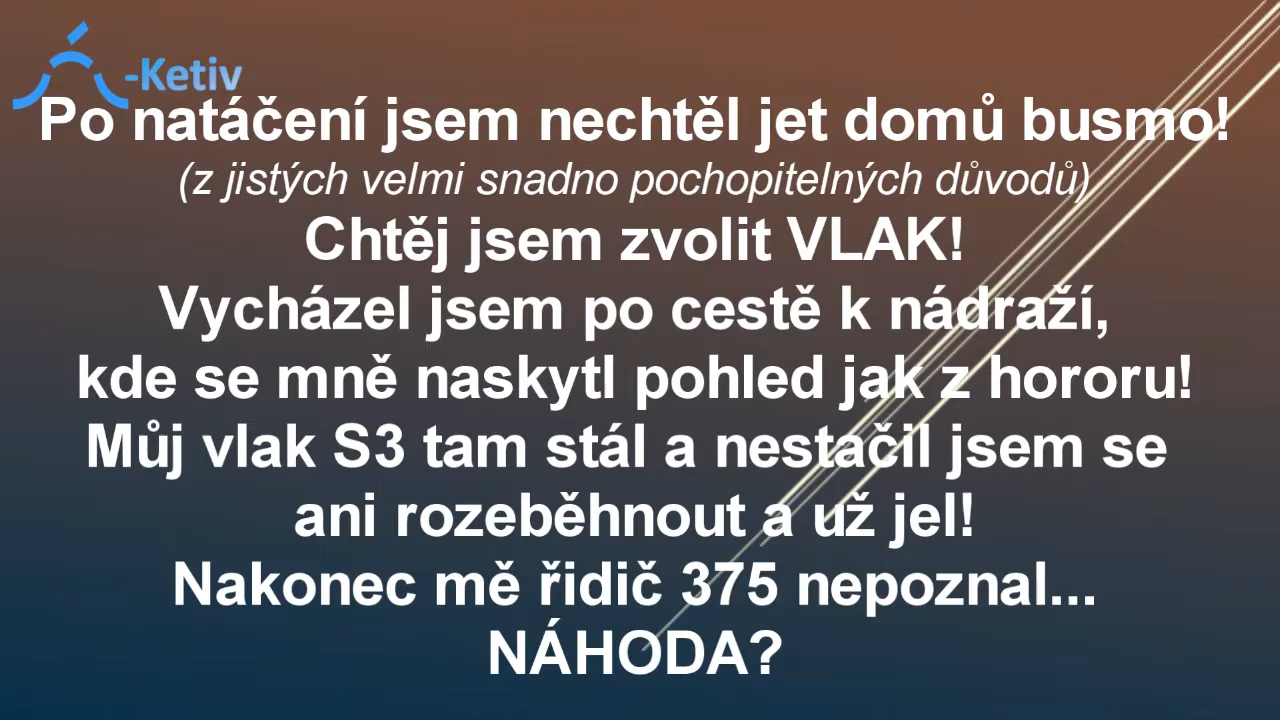 -Ketiv
Po natáčení jsem nechtěl jet domů busmo!
(z jistých velmi snadno pochopitelných důvodů)
Chtěj jsem zvolit VLAK!
Vycházel jsem po cestě k nádraží,
kde se mně naskytl pohled jak z hororu!
Můj vlak S3 tam stál a nestačil jsem se
ani rozeběhnout a už jel!
Nakonec mě řidič 375 nepoznal...
NÁHODA?